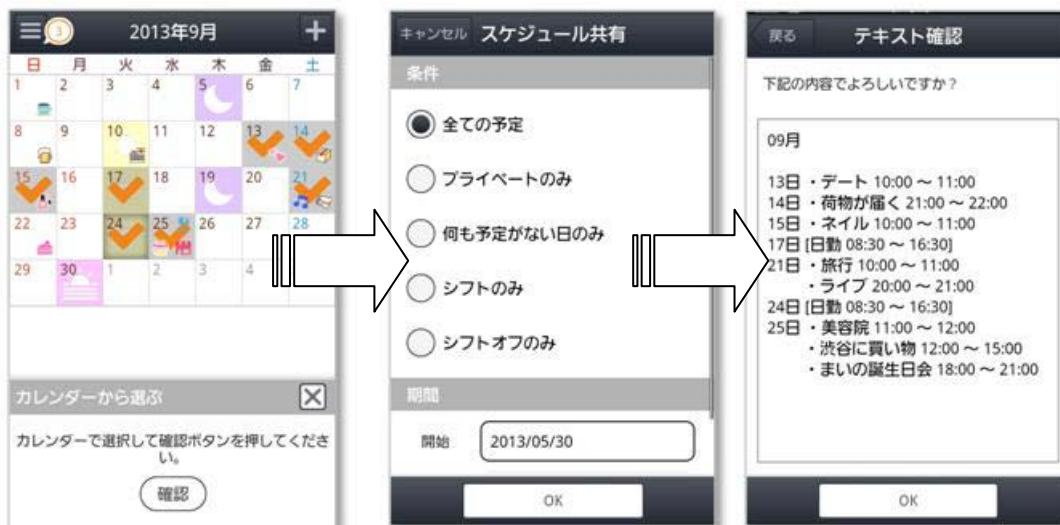 3 2013年9月 +
日 月 火 水 木 金 土
1 2 3 4 5 6 7
8 9 10 11 12 13 14
15 16 17 18 19 20 21
22 23 24 25 26 27 28
29 30 1 2 3 4
カレンダーから選ぶ
カレンダーで選択して確認ボタンを押してくださ
い。
確認
キャンセル スケジュール共有
条件
全ての予定
プライベートのみ
何も予定がない日のみ
シフトのみ
シフトオフのみ
期間
開始 2013/05/30
OK
戻る テキスト確認
下記の内容でよろしいですか？
09月
13日 ・デート 10:00 ～ 11:00
14日 ・荷物が届く 21:00 ～ 22:00
15日 ・ネイル 10:00 ～ 11:00
17日 [日勤 08:30 ～ 16:30]
21日 ・旅行 10:00 ～ 11:00
・ライブ 20:00 ～ 21:00
24日 [日勤 08:30 ～ 16:30]
25日 ・美容院 11:00 ～ 12:00
・渋谷に買い物 12:00 ～ 15:00
・まいの誕生日会 18:00 ～ 21:00
OK